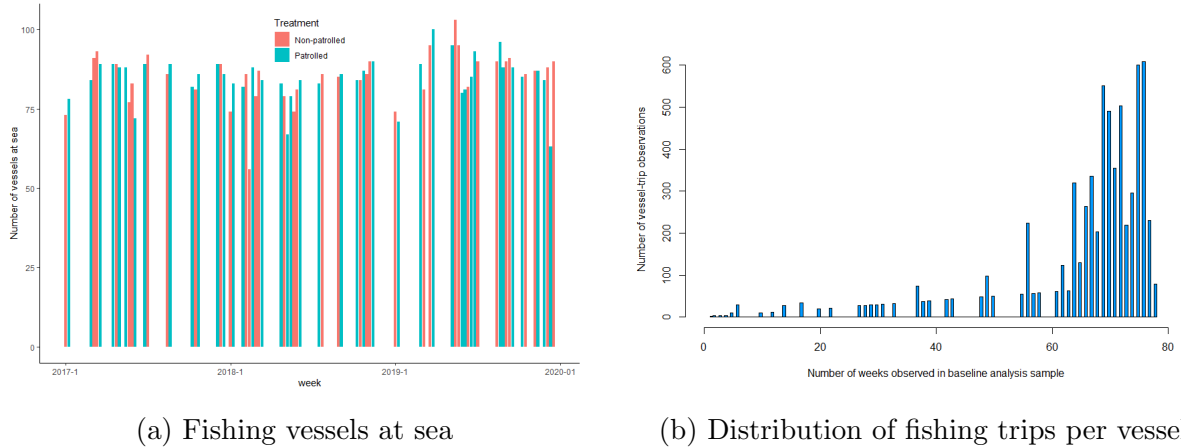 Treatment
Non-patrolled
Patrolled
100
75
50
25
0
Number of vessels at sea
2017-1
2018-1
2019-1
2020-01
week
(a) Fishing vessels at sea
600
500
400
300
200
100
0
Number of vessel-trip observations
0
20
40
60
80
Number of weeks observed in baseline analysis sample
(b) Distribution of fishing trips per vesse